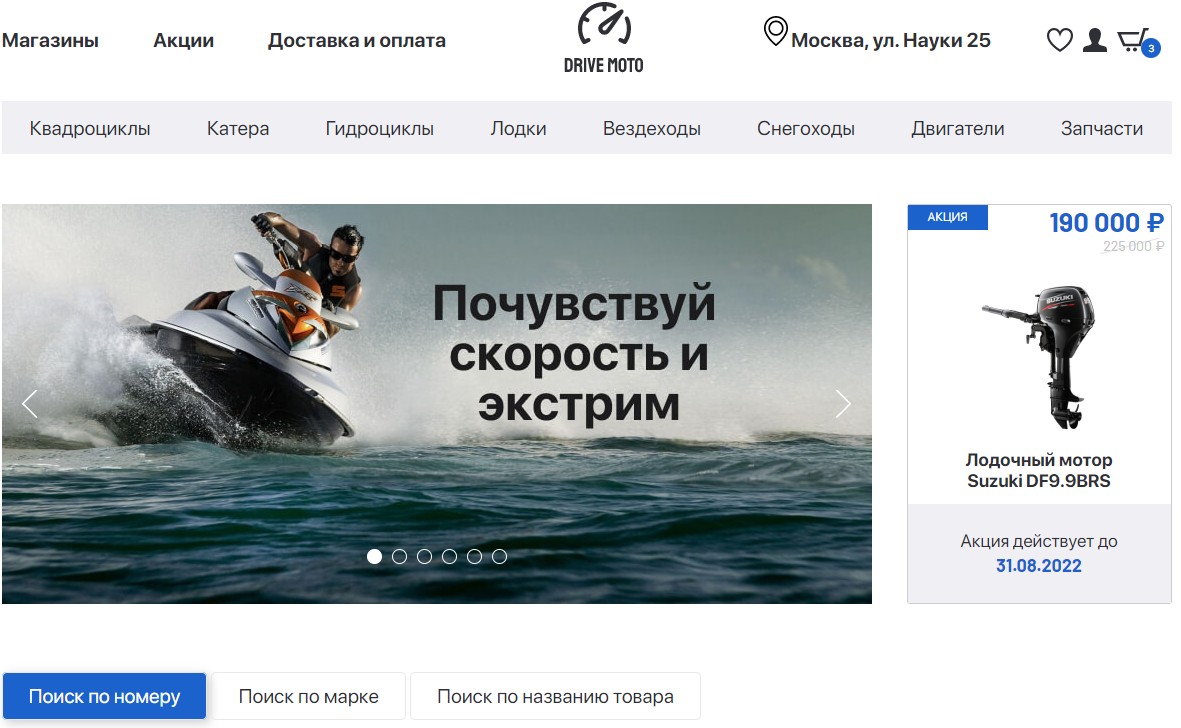 Магазины
Акции
Доставка и оплата
DRIVE MOTO
Москва, ул. Науки 25
3
Квадроциклы
Катера
Гидроциклы
Лодки
Вездеходы
Снегоходы
Двигатели
Запчасти
Почувствуй
скорость и
экстрим
АКЦИЯ
190 000 ₽
225 000 ₽
SUZUKI
Лодочный мотор
Suzuki DF9.9BRS
Акция действует до
31.08.2022
Поиск по номеру
Поиск по марке
Поиск по названию товара